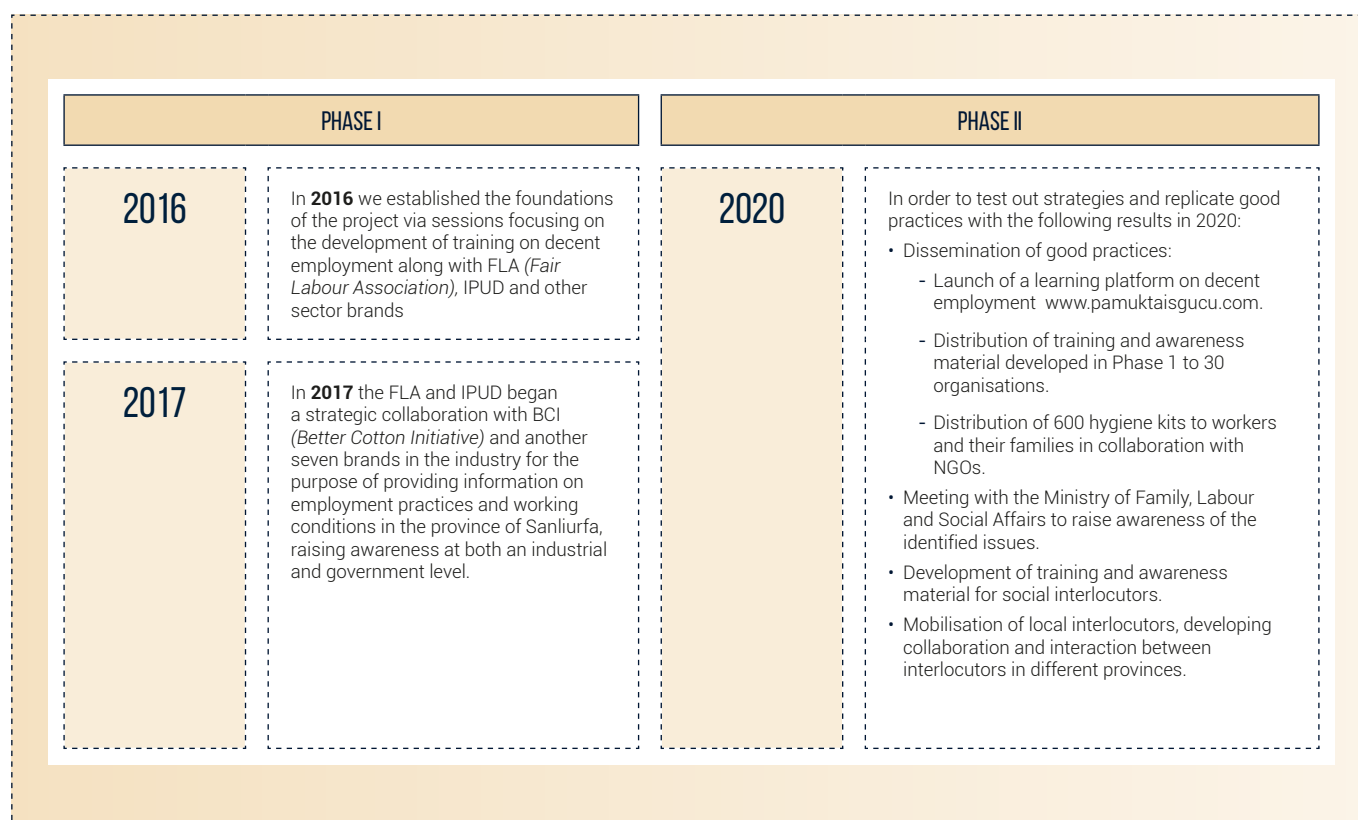 PHASE I
2016
In 2016 we established the foundations
of the project via sessions focusing on
the development of training on decent
employment along with FLA (Fair
Labour Association), IPUD and other
sector brands
2017
In 2017 the FLA and IPUD began
a strategic collaboration with BCI
(Better Cotton Initiative) and another
seven brands in the industry for the
purpose of providing information on
employment practices and working
conditions in the province of Sanliurfa,
raising awareness at both an industrial
and government level.
PHASE II
2020
In order to test out strategies and replicate good
practices with the following results in 2020:
• Dissemination of good practices:
- Launch of a learning platform on decent
employment www.pamuktaisgucu.com.
- Distribution of training and awareness
material developed in Phase 1 to 30
organisations.
- Distribution of 600 hygiene kits to workers
and their families in collaboration with
NGOs.
• Meeting with the Ministry of Family, Labour
and Social Affairs to raise awareness of the
identified issues.
• Development of training and awareness
material for social interlocutors.
• Mobilisation of local interlocutors, developing
collaboration and interaction between
interlocutors in different provinces.